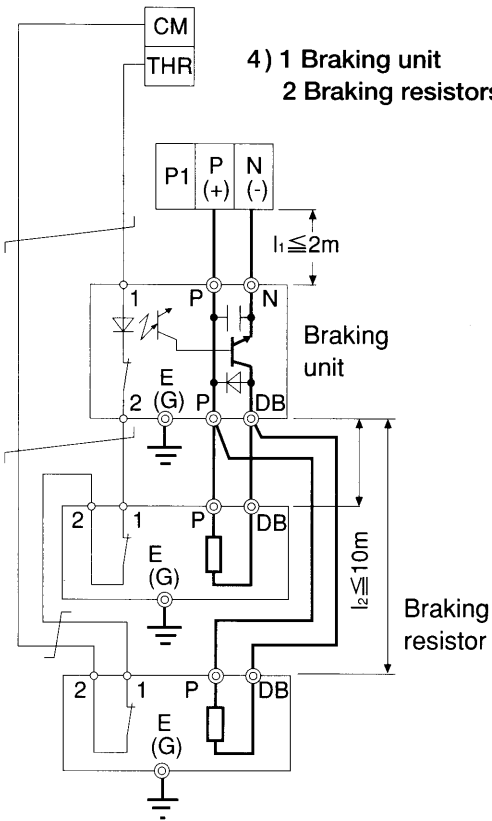 CM
THR
4) 1 Braking unit
2 Braking resistors
P1
P
(+)
N
(-)
l₁≦2m
1
P
N
Braking
unit
E
(G)
2
P
DB
2
1
P
DB
E
(G)
l₂≦10m
Braking
resistor
2
1
P
DB
E
(G)